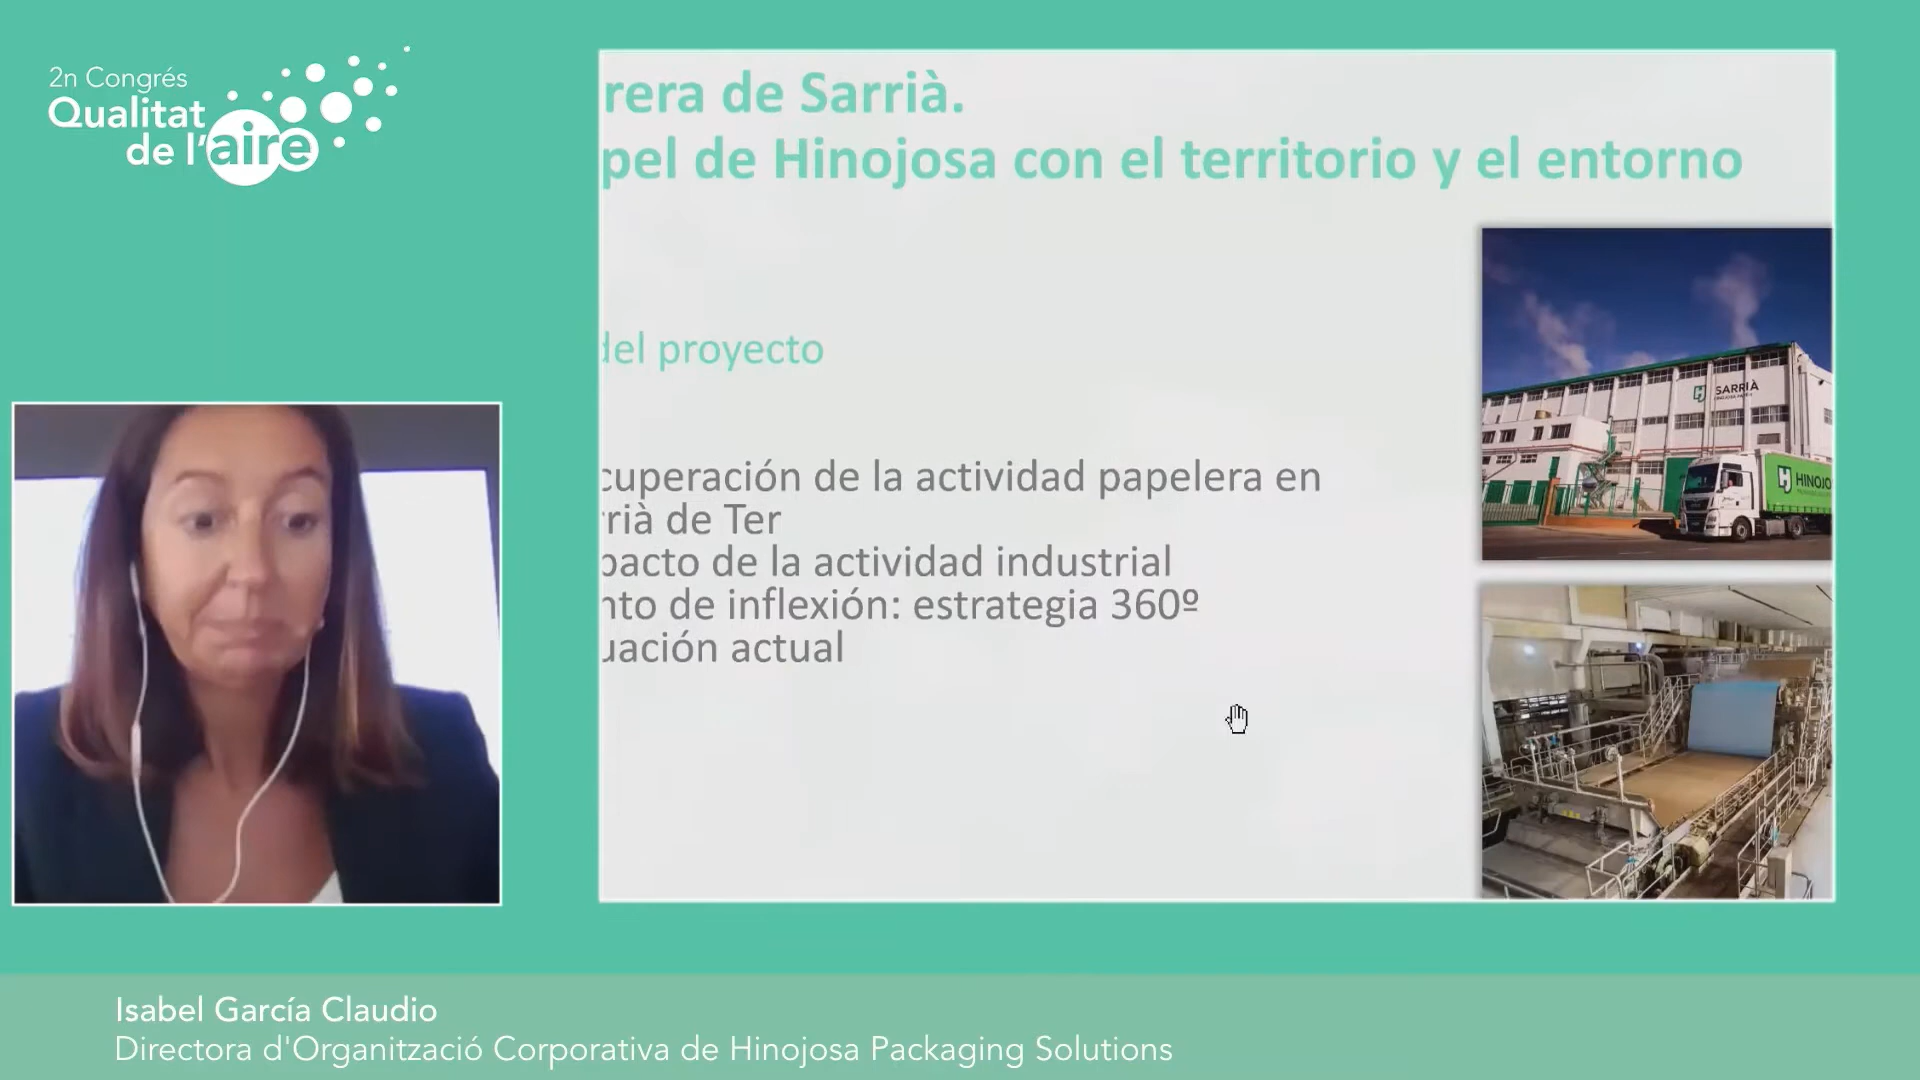 2n Congrés
Qualitat
de l'aire
rera de Sarrià.
pel de Hinojosa con el territorio y el entorno
del proyecto
cuperación de la actividad papelera en
rrià de Ter
pacto de la actividad industrial
nto de inflexión: estrategia 360º
uación actual
SARRIÀ
HINOJO
Isabel García Claudio
Directora d'Organització Corporativa de Hinojosa Packaging Solutions